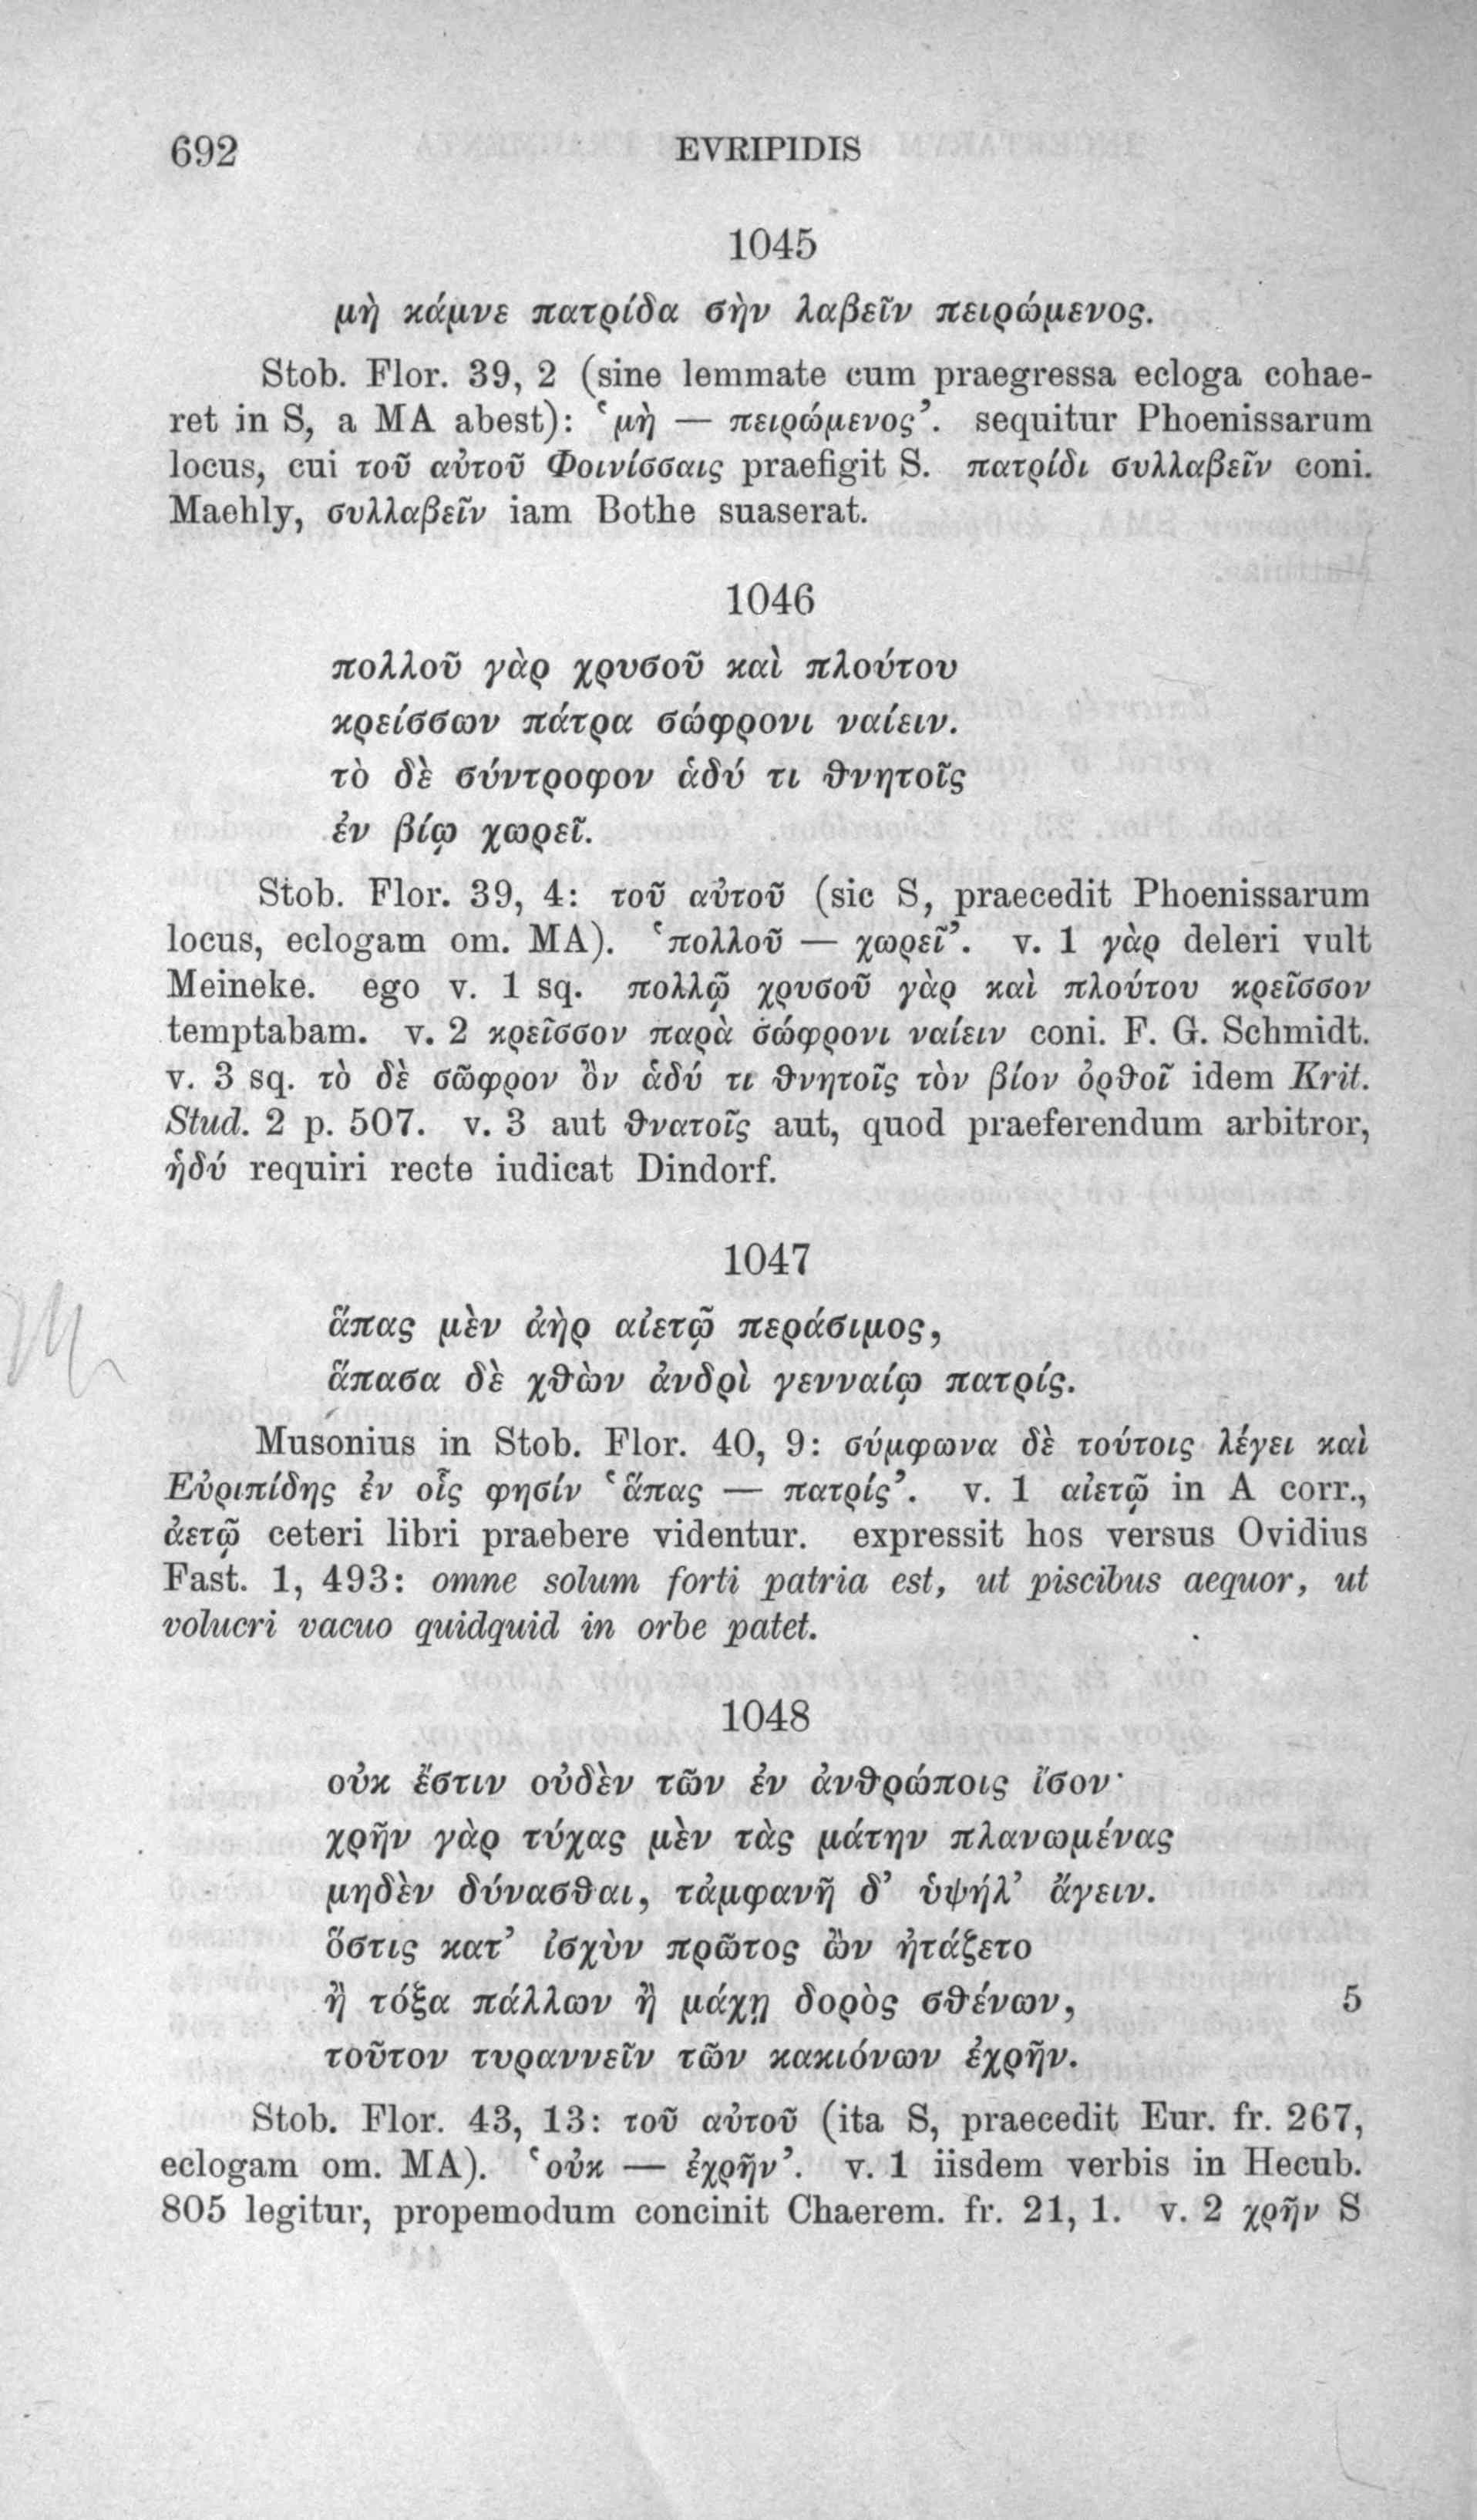 692 EVRIPIDIS
1045
μὴ κάμνε πατρίδα σὴν λαβεῖν πειρώμενος.
Stob. Flor. 39, 2 (sine lemmate cum praegressa ecloga cohae-
ret in S, a MA abest): ‘μὴ — πειρώμενος’. sequitur Phoenissarum
locus, cui τοῦ αὐτοῦ Φοινίσσαις praefigit S. πατρίδι συλλαβεῖν coni.
Maehly, συλλαβεῖν iam Bothe suaserat.
1046
πολλοῦ γὰρ χρυσοῦ καὶ πλούτου
κρείσσων πάτρα σώφρονι ναίειν.
τὸ δὲ σύντροφον ἁδύ τι θνητοῖς
ἐν βίῳ χωρεῖ.
Stob. Flor. 39, 4: τοῦ αὐτοῦ (sic S, praecedit Phoenissarum
locus, eclogam om. MA). ‘πολλοῦ — χωρεῖ’. v. 1 γὰρ deleri vult
Meineke. ego v. 1 sq. πολλῷ χρυσοῦ γὰρ καὶ πλούτου κρεῖσσον
temptabam. v. 2 κρεῖσσον παρὰ σώφρονι ναίειν coni. F. G. Schmidt.
v. 3 sq. τὸ δὲ σῶφρον ὂν ἁδύ τι θνητοῖς τὸν βίον ὀρθοῖ idem Krit.
Stud. 2 p. 507. v. 3 aut θνατοῖς aut, quod praeferendum arbitror,
ἡδύ requiri recte iudicat Dindorf.
1047
ἅπας μὲν ἀὴρ αἰετῷ περάσιμος,
ἅπασα δὲ χθὼν ἀνδρὶ γενναίῳ πατρίς.
Musonius in Stob. Flor. 40, 9: σύμφωνα δὲ τούτοις λέγει καὶ
Εὐριπίδης ἐν οἷς φησίν ‘ἅπας — πατρίς’. v. 1 αἰετῷ in A corr.,
ἀετῷ ceteri libri praebere videntur. expressit hos versus Ovidius
Fast. 1, 493: omne solum forti patria est, ut piscibus aequor, ut
volucri vacuo quidquid in orbe patet.
1048
οὐκ ἔστιν οὐδὲν τῶν ἐν ἀνθρώποις ἴσον·
χρῆν γὰρ τύχας μὲν τὰς μάτην πλανωμένας
μηδὲν δύνασθαι, τἀμφανῆ δ’ ὑψήλ’ ἄγειν.
ὅστις κατ’ ἰσχὺν πρῶτος ὢν ἠτάζετο
ἢ τόξα πάλλων ἢ μάχῃ δορὸς σθένων, 5
τοῦτον τυραννεῖν τῶν κακιόνων ἐχρῆν.
Stob. Flor. 43, 13: τοῦ αὐτοῦ (ita S, praecedit Eur. fr. 267,
eclogam om. MA). ‘οὐκ — ἐχρῆν’. v. 1 iisdem verbis in Hecub.
805 legitur, propemodum concinit Chaerem. fr. 21, 1. v. 2 χρῆν S